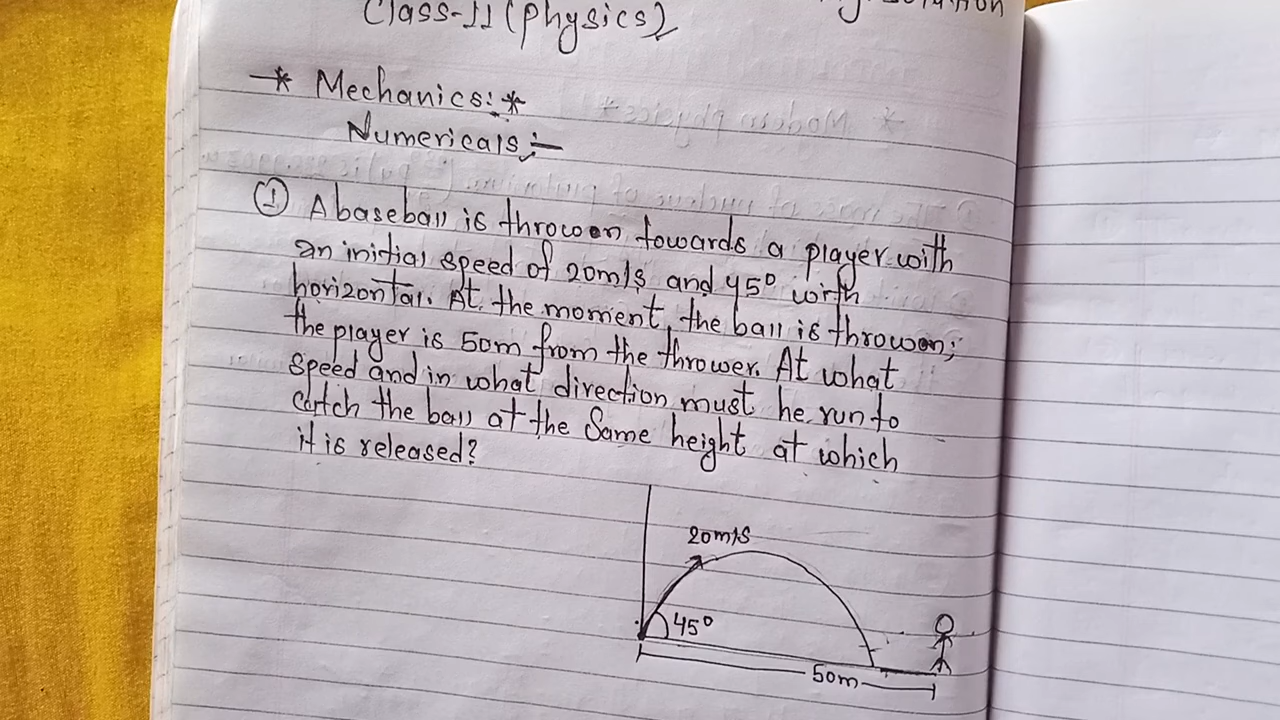 Class-11 (Physics)
* Mechanics: *
Numericals :-
① A baseball is throwen towards a player with
an initial speed of 20m/s and 45° with
horizontal. At the moment, the ball is throwen;
the player is 50m from the thrower. At what
speed and in what direction must he run to
catch the ball at the same height at which
it is released?
20m/s
45°
50m